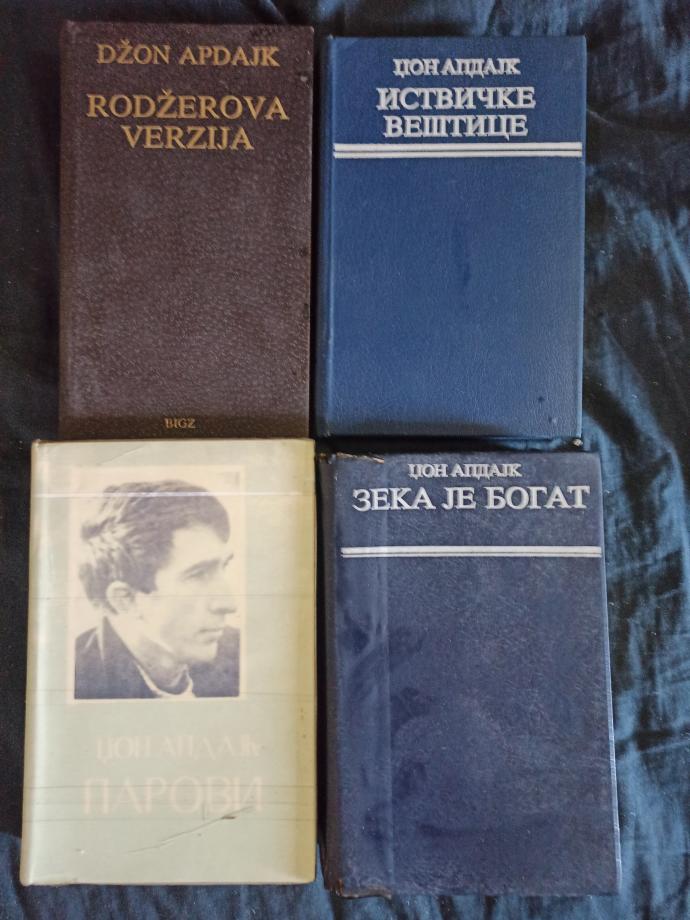 DŽON APDAJK
RODŽEROVA
VERZIJA
BIGZ
ЏОН АПДАЈК
ИСТВИЧКЕ
ВЕШТИЦЕ
ЏОН АПДАЈК
ПАРОВИ
ЏОН АПДАЈК
ЗЕКА ЈЕ БОГАТ